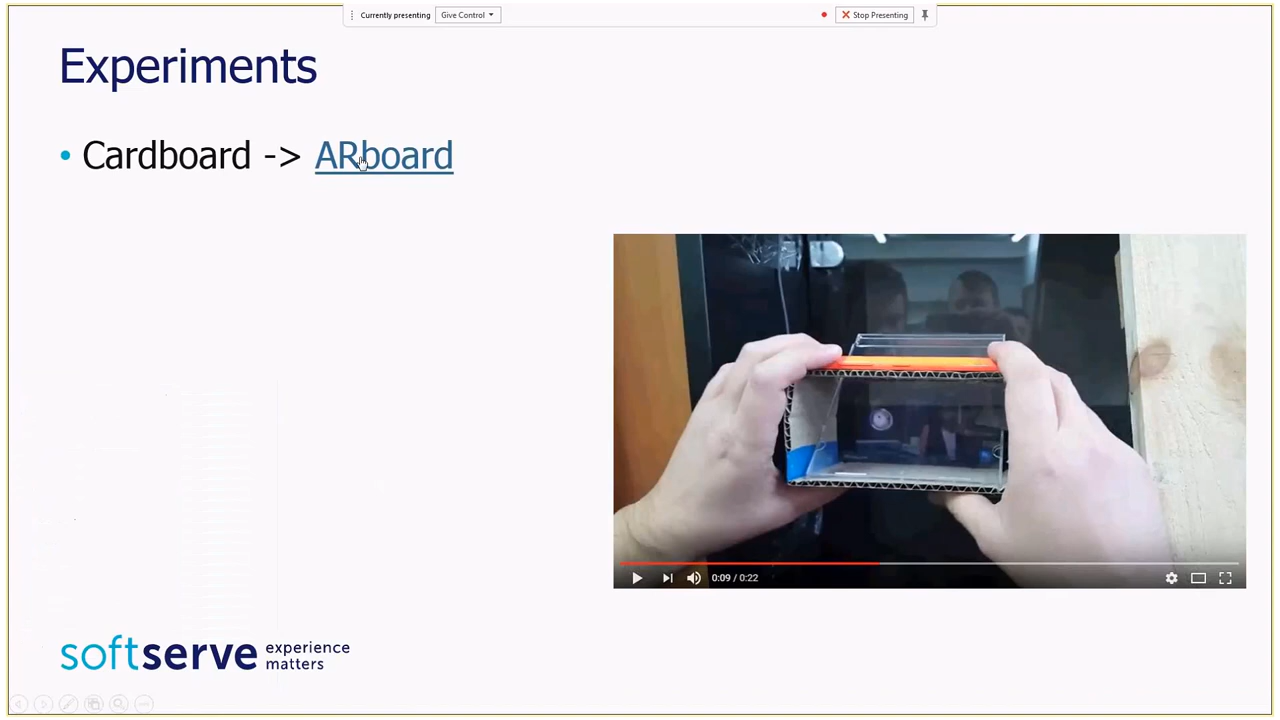 Currently presenting Give Control Stop Presenting
Experiments
• Cardboard -> ARboard
0:09 / 0:22
softserve experience matters